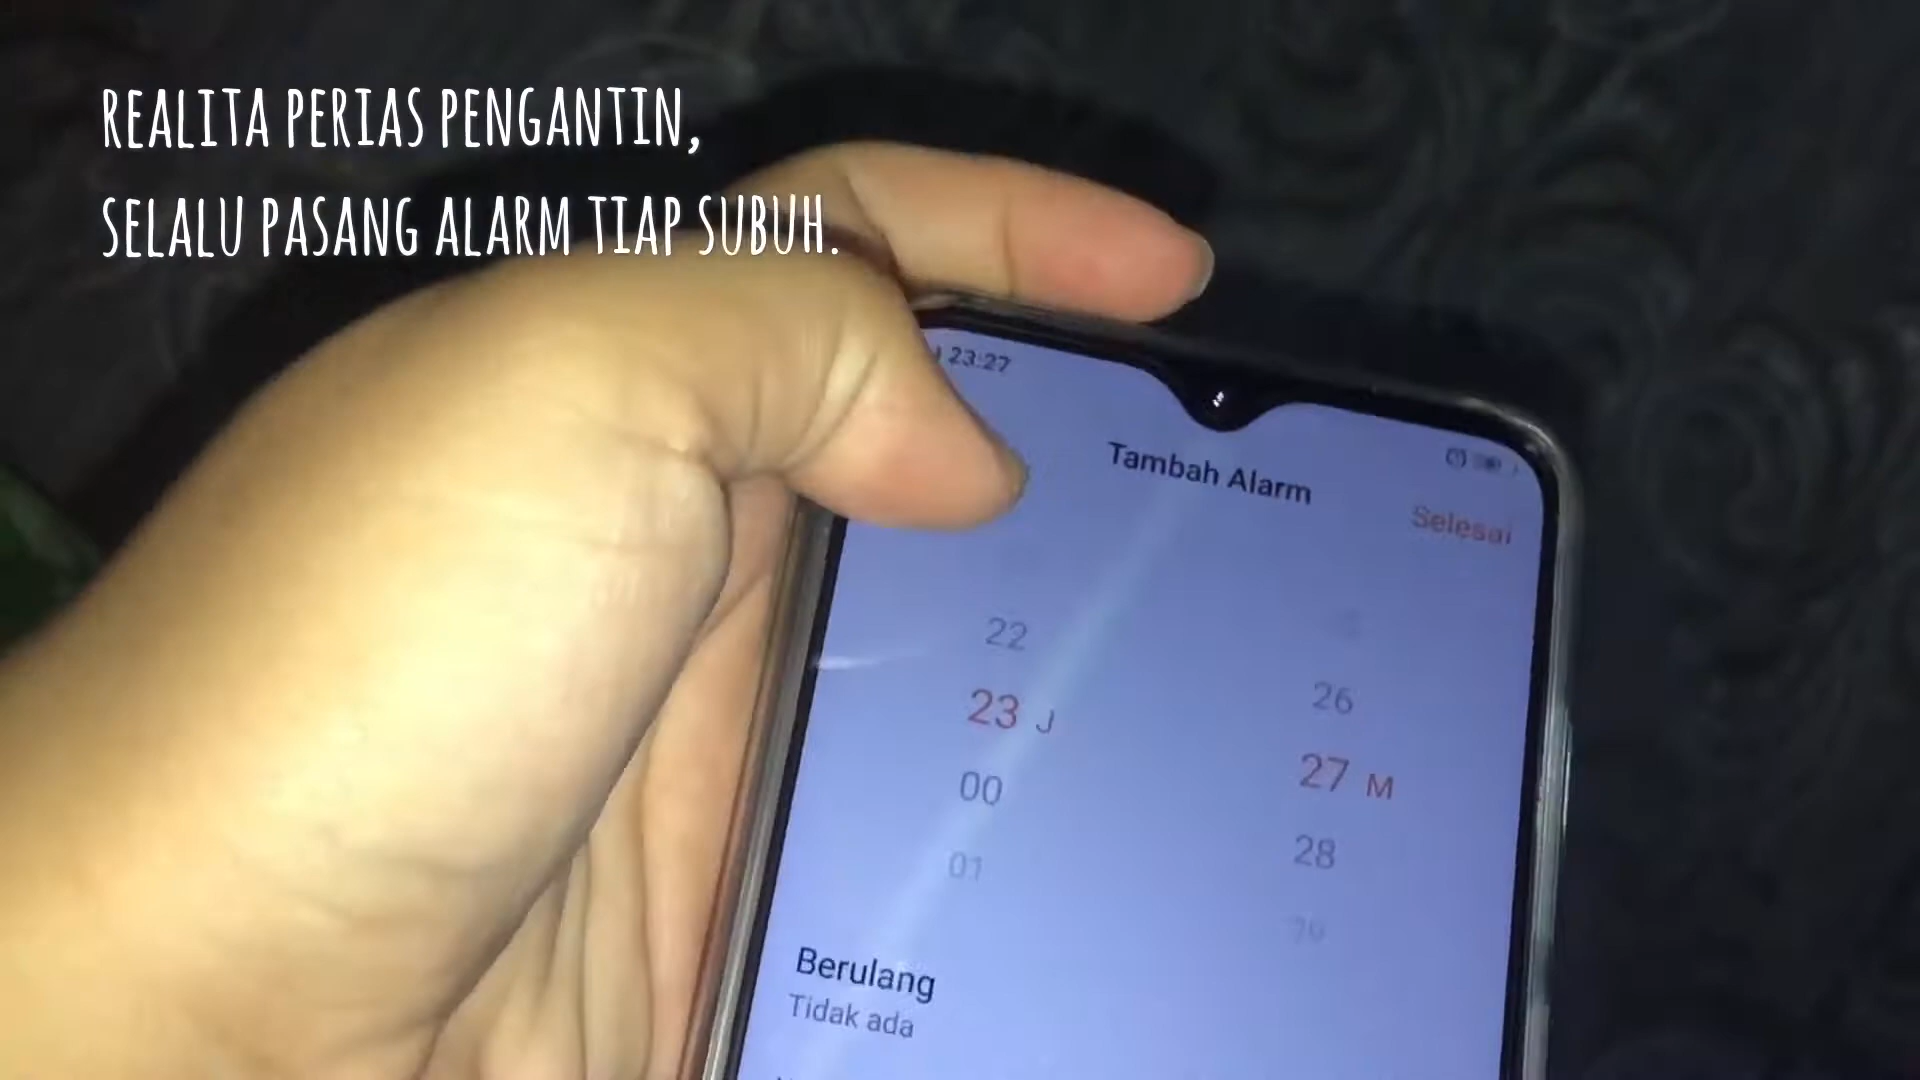 REALITA PERIAS PENGANTIN,
SELALU PASANG ALARM TIAP SUBUH.
23:27
Tambah Alarm
Selesai
22
26
23 J
27 M
00
28
01
Berulang
Tidak ada